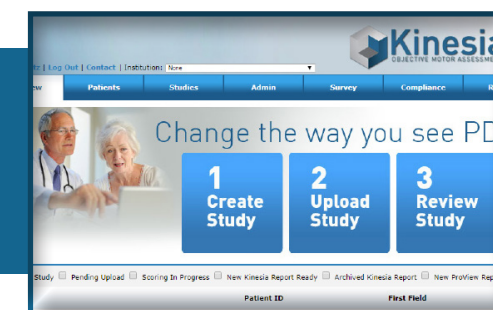 Kinesia
OBJECTIVE MOTOR ASSESSME
| Log Out | Contact | Institution: None
ew Patients Studies Admin Survey Compliance R
Change the way you see PD
1 Create Study
2 Upload Study
3 Review Study
Study Pending Upload Scoring In Progress New Kinesia Report Ready Archived Kinesia Report New ProView Rep
Patient ID First Field